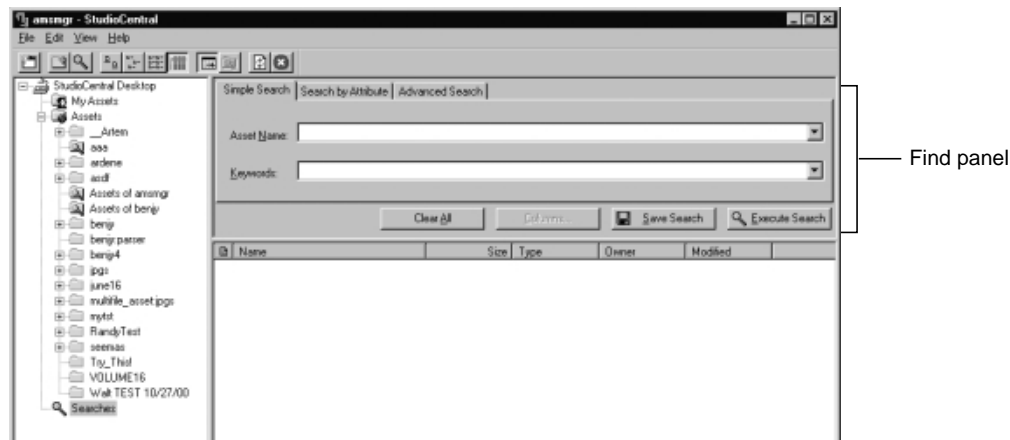 amsmgr - StudioCentral
File Edit View Help
StudioCentral Desktop
My Assets
Assets
__Artem
aaa
ardene
asdf
Assets of amsmgr
Assets of benjy
benjy
benjy.parser
benjy4
jpgs
june16
multifile_asset.jpgs
mytst
RandyTest
seemas
Try_This!
VOLUME16
Walt TEST 10/27/00
Searches
Simple Search Search by Attribute Advanced Search
Asset Name:
Keywords:
Clear All Columns... Save Search Execute Search
Name Size Type Owner Modified
Find panel